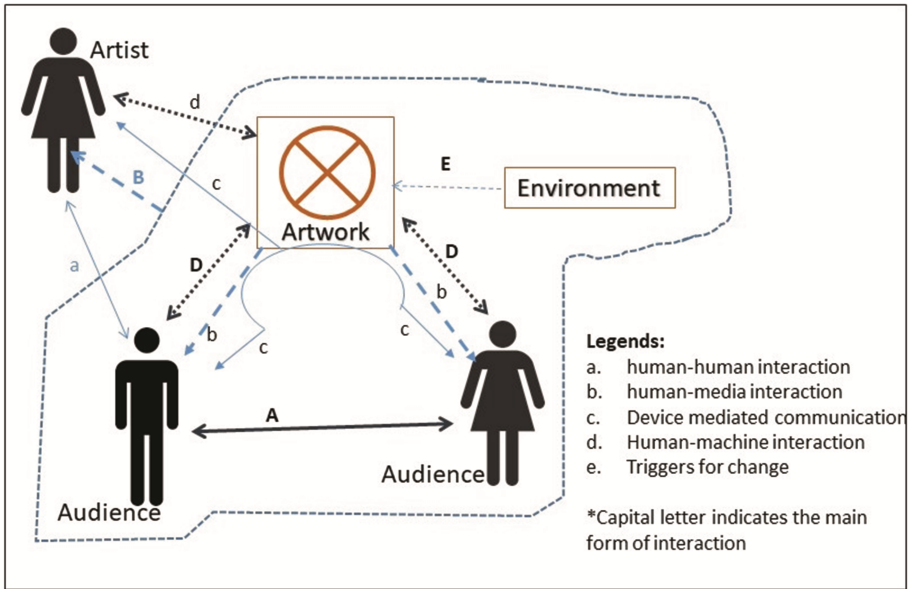 Artist
d
E
B
c
Environment
Artwork
a
D
D
b
b
c
c
A
Audience
Audience
Legends:
a. human-human interaction
b. human-media interaction
c. Device mediated communication
d. Human-machine interaction
e. Triggers for change
*Capital letter indicates the main
form of interaction